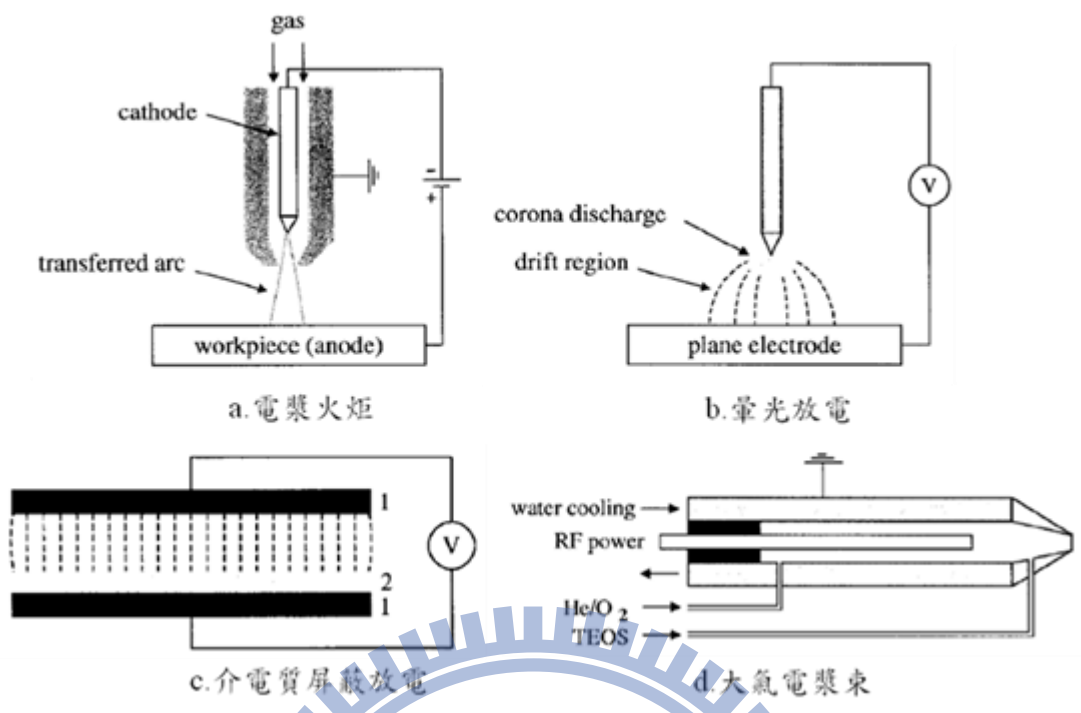 gas
cathode
-
+
transferred arc
workpiece (anode)
a.電漿火炬
V
corona discharge
drift region
plane electrode
b.暈光放電
1
V
2
1
c.介電質屏蔽放電
water cooling
RF power
He/O 2
TEOS
d.大氣電漿束